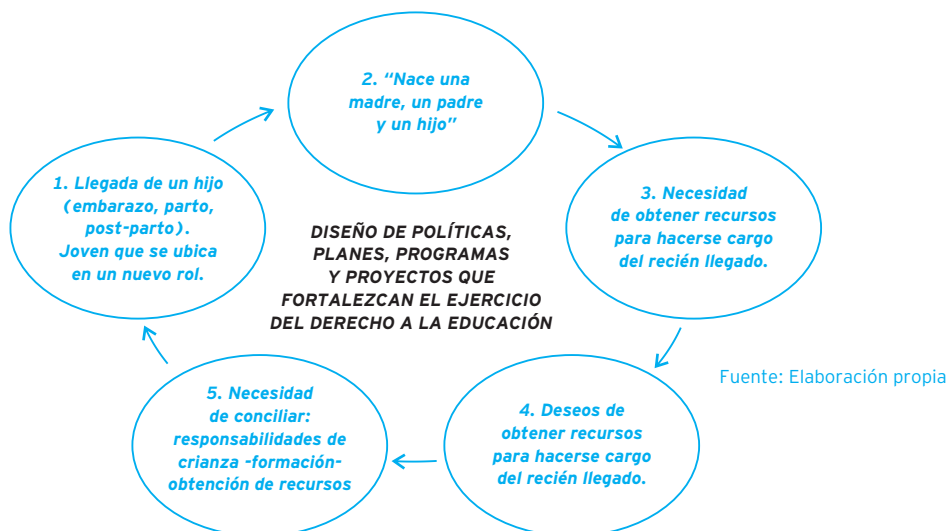 2. “Nace una
madre, un padre
y un hijo”
1. Llegada de un hijo
(embarazo, parto,
post-parto).
Joven que se ubica
en un nuevo rol.
3. Necesidad
de obtener recursos
para hacerse cargo
del recién llegado.
DISEÑO DE POLÍTICAS,
PLANES, PROGRAMAS
Y PROYECTOS QUE
FORTALEZCAN EL EJERCICIO
DEL DERECHO A LA EDUCACIÓN
Fuente: Elaboración propia
5. Necesidad
de conciliar:
responsabilidades de
crianza -formación-
obtención de recursos
4. Deseos de
obtener recursos
para hacerse cargo
del recién llegado.